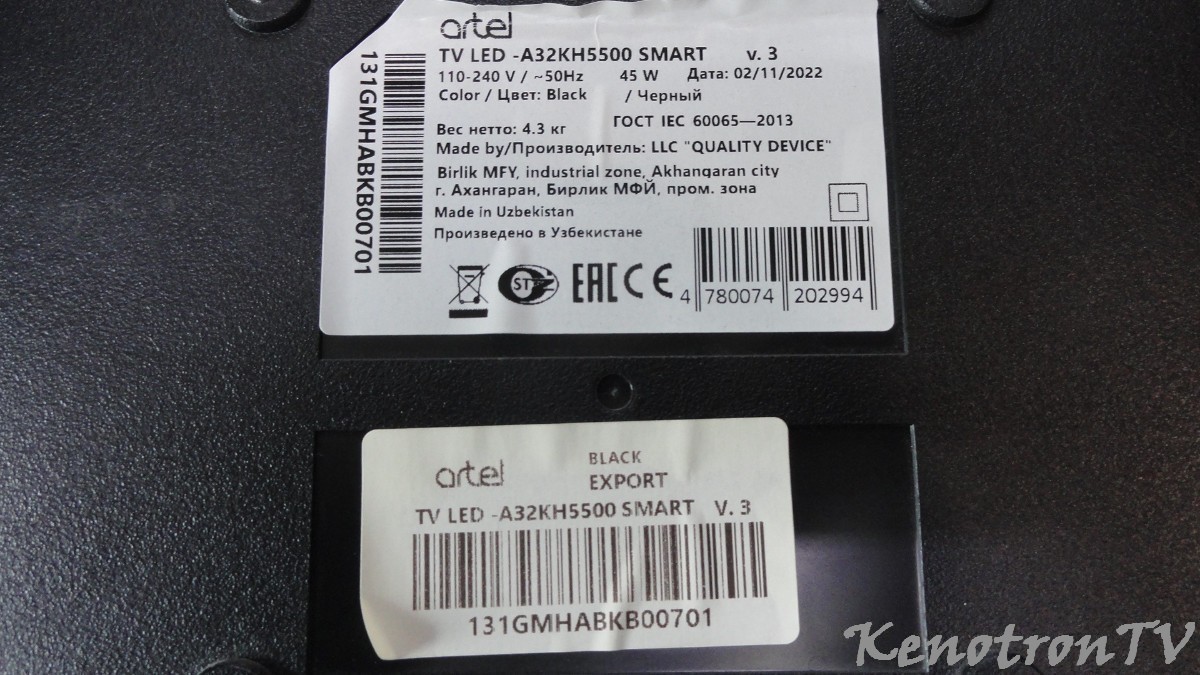 artel
TV LED -A32KH5500 SMART v. 3
110-240 V / ~50Hz 45 W Дата: 02/11/2022
Color / Цвет: Black / Черный
Вес нетто: 4.3 кг ГОСТ IEC 60065—2013
Made by/Производитель: LLC "QUALITY DEVICE"
Birlik MFY, industrial zone, Akhangaran city
г. Ахангаран, Бирлик МФЙ, пром. зона
Made in Uzbekistan
Произведено в Узбекистане
131GMHABKB00701
EAC CE
4 780074 202994
artel
BLACK
EXPORT
TV LED -A32KH5500 SMART V. 3
131GMHABKB00701
KenotronTV